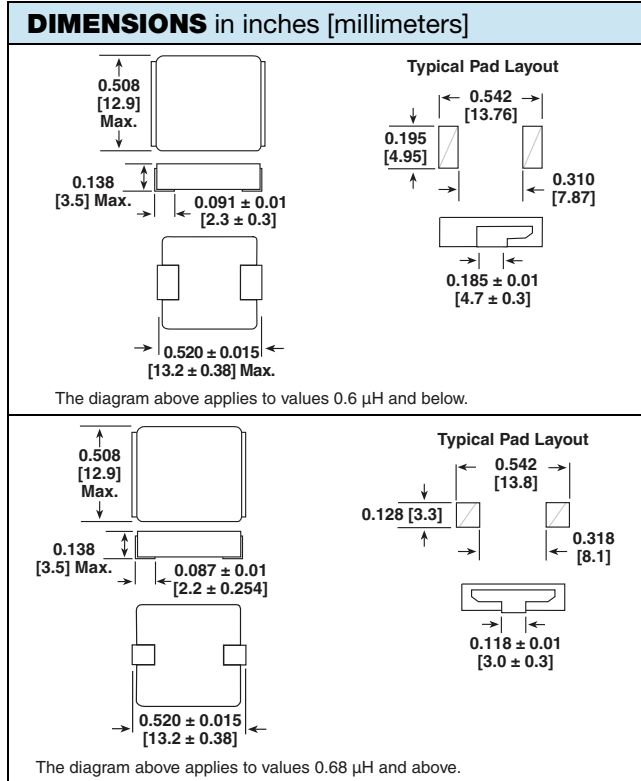 DIMENSIONS in inches [millimeters]
0.508
[12.9]
Max.
0.138
[3.5] Max.
0.091 ± 0.01
[2.3 ± 0.3]
0.520 ± 0.015
[13.2 ± 0.38] Max.
Typical Pad Layout
0.542
[13.76]
0.195
[4.95]
0.310
[7.87]
0.185 ± 0.01
[4.7 ± 0.3]
The diagram above applies to values 0.6 µH and below.
0.508
[12.9]
Max.
0.138
[3.5] Max.
0.087 ± 0.01
[2.2 ± 0.254]
0.520 ± 0.015
[13.2 ± 0.38]
Typical Pad Layout
0.542
[13.8]
0.128 [3.3]
0.318
[8.1]
0.118 ± 0.01
[3.0 ± 0.3]
The diagram above applies to values 0.68 µH and above.